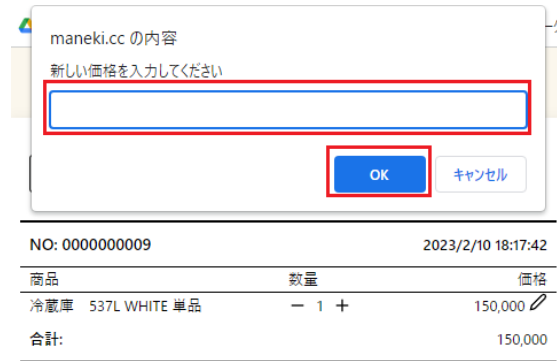 maneki.cc の内容
新しい価格を入力してください
OK キャンセル
NO: 0000000009 2023/2/10 18:17:42
商品 数量 価格
冷蔵庫 537L WHITE 単品 − 1 + 150,000
合計: 150,000